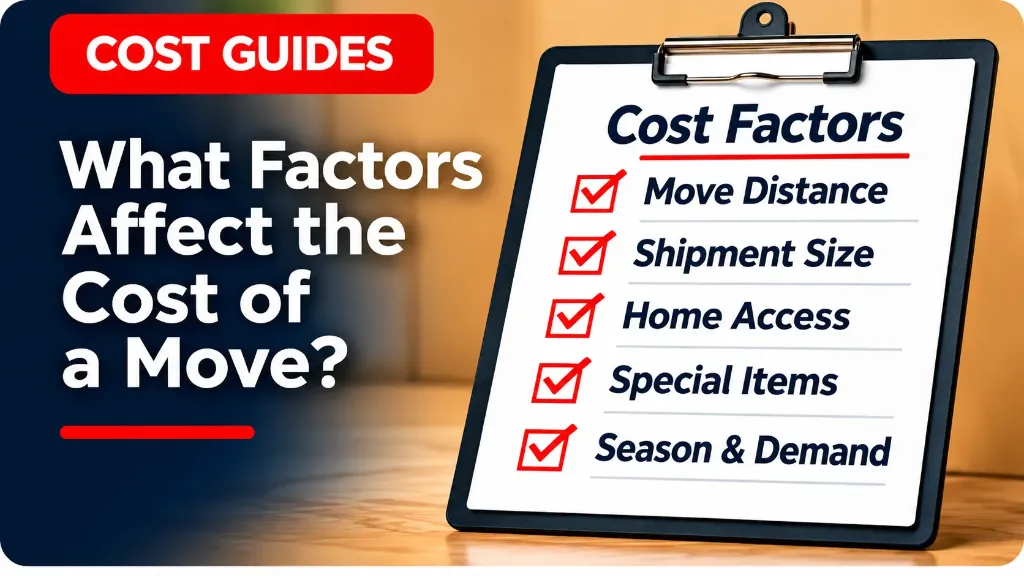 COST GUIDES
What Factors
Affect the
Cost of
a Move?
Cost Factors
Move Distance
Shipment Size
Home Access
Special Items
Season & Demand